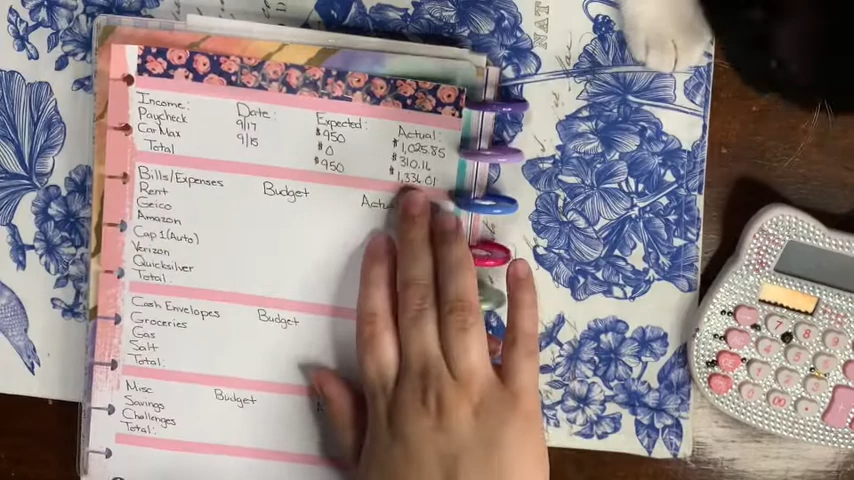 Income: Date: Expected: Actual:
Paycheck 9/17 $950 $1,025.85
CarMax 9/15 $0 $310.16
Total $950 $1,336.01
Bills/Expenses Budget:
Rent
Geico
Amazon
Cap 1 (Auto)
Verizon
Quicksilver
Total:
Cash Envelopes Budget:
Groceries
Gas
Salt
Total:
Misc Budget:
Savings
Challenge
Total: